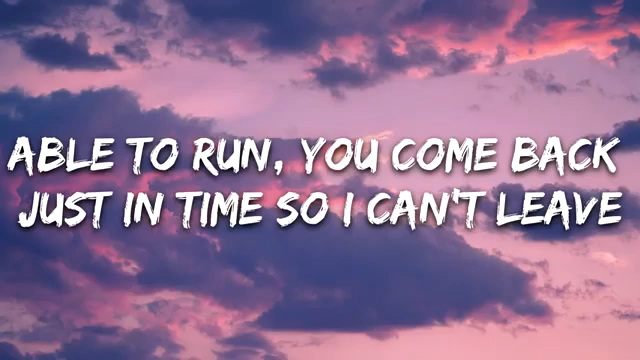 ABLE TO RUN, YOU COME BACK
JUST IN TIME SO I CAN'T LEAVE